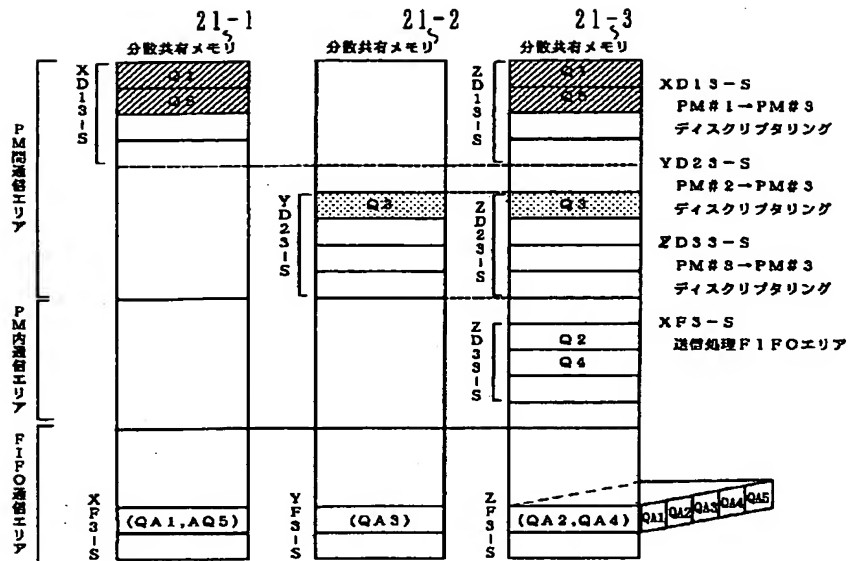 21-1
21-2
21-3
分散共有メモリ
分散共有メモリ
分散共有メモリ
XD13-S
Q1
Q5
ZD13-S
Q1
Q5
XD13-S
PM#1→PM#3
ディスクリプタリング
PM間通信エリア
YD23-S
Q3
ZD23-S
Q3
YD23-S
PM#2→PM#3
ディスクリプタリング
ZD33-S
PM#3→PM#3
ディスクリプタリング
PM内通信エリア
ZD33-S
Q2
Q4
XF3-S
送信処理FIFOエリア
FIFO通信エリア
XF3-S
(QA1,AQ5)
YF3-S
(QA3)
ZF3-S
(QA2,QA4)
QA1
QA2
QA3
QA4
QA5